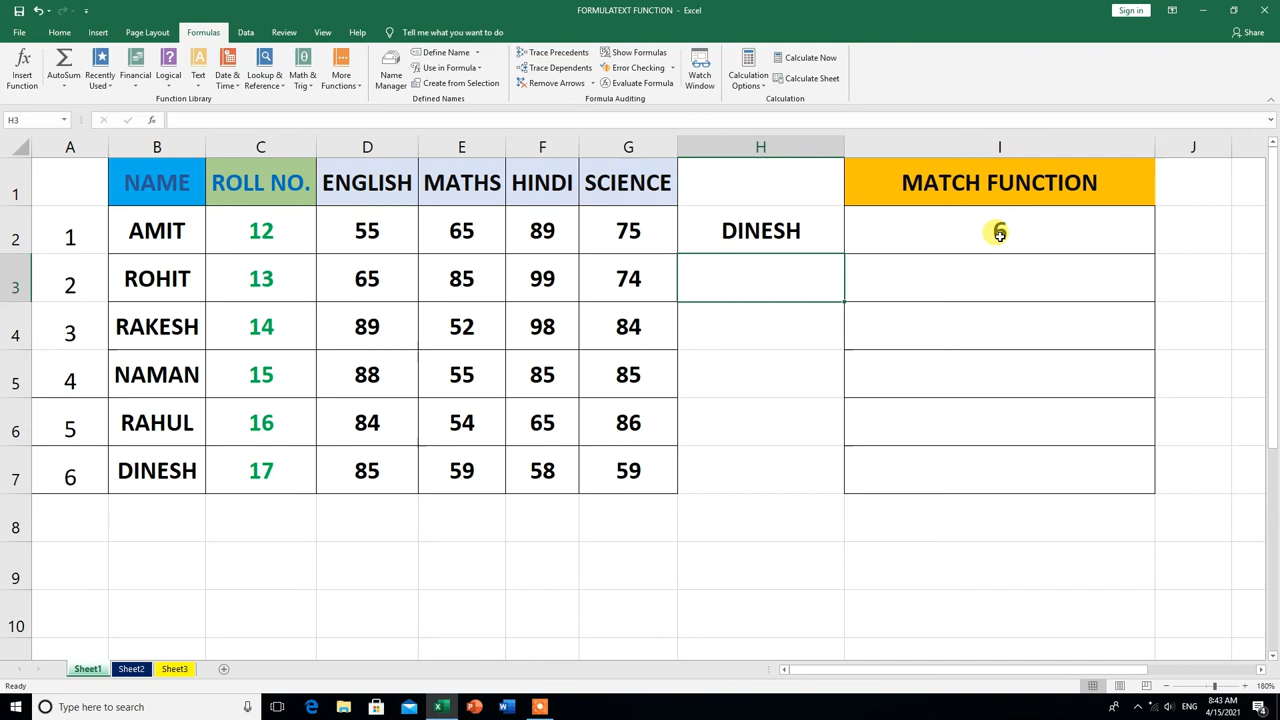 FORMULATEXT FUNCTION - Excel
Sign in
File Home Insert Page Layout Formulas Data Review View Help Tell me what you want to do Share
Insert Function
AutoSum
Recently Used
Financial
Logical
Text
Date & Time
Lookup & Reference
Math & Trig
More Functions
Function Library
Name Manager
Define Name
Use in Formula
Create from Selection
Defined Names
Trace Precedents
Trace Dependents
Remove Arrows
Show Formulas
Error Checking
Evaluate Formula
Formula Auditing
Watch Window
Calculation Options
Calculate Now
Calculate Sheet
Calculation
H3
fx
A B C D E F G H I J
1 NAME ROLL NO. ENGLISH MATHS HINDI SCIENCE MATCH FUNCTION
2 1 AMIT 12 55 65 89 75 DINESH 6
3 2 ROHIT 13 65 85 99 74
4 3 RAKESH 14 89 52 98 84
5 4 NAMAN 15 88 55 85 85
6 5 RAHUL 16 84 54 65 86
7 6 DINESH 17 85 59 58 59
8
9
10
Sheet1 Sheet2 Sheet3
Ready
180%
Type here to search
ENG
8:43 AM
4/15/2021
4